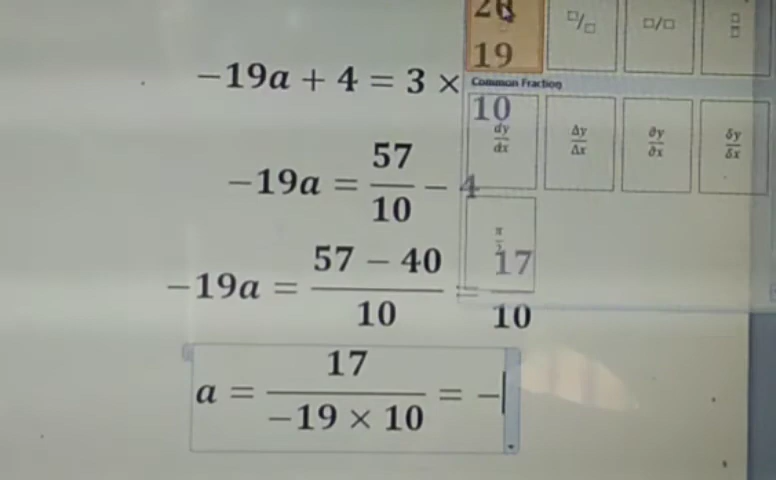 -19a + 4 = 3 ×
19
10
Common Fraction
□/□
dy/dx Δy/Δx ∂y/∂x δy/δx
-19a = 57/10 - 4
π/2
-19a = (57 - 40)/10 = 17/10
a = 17/(-19 × 10) = -